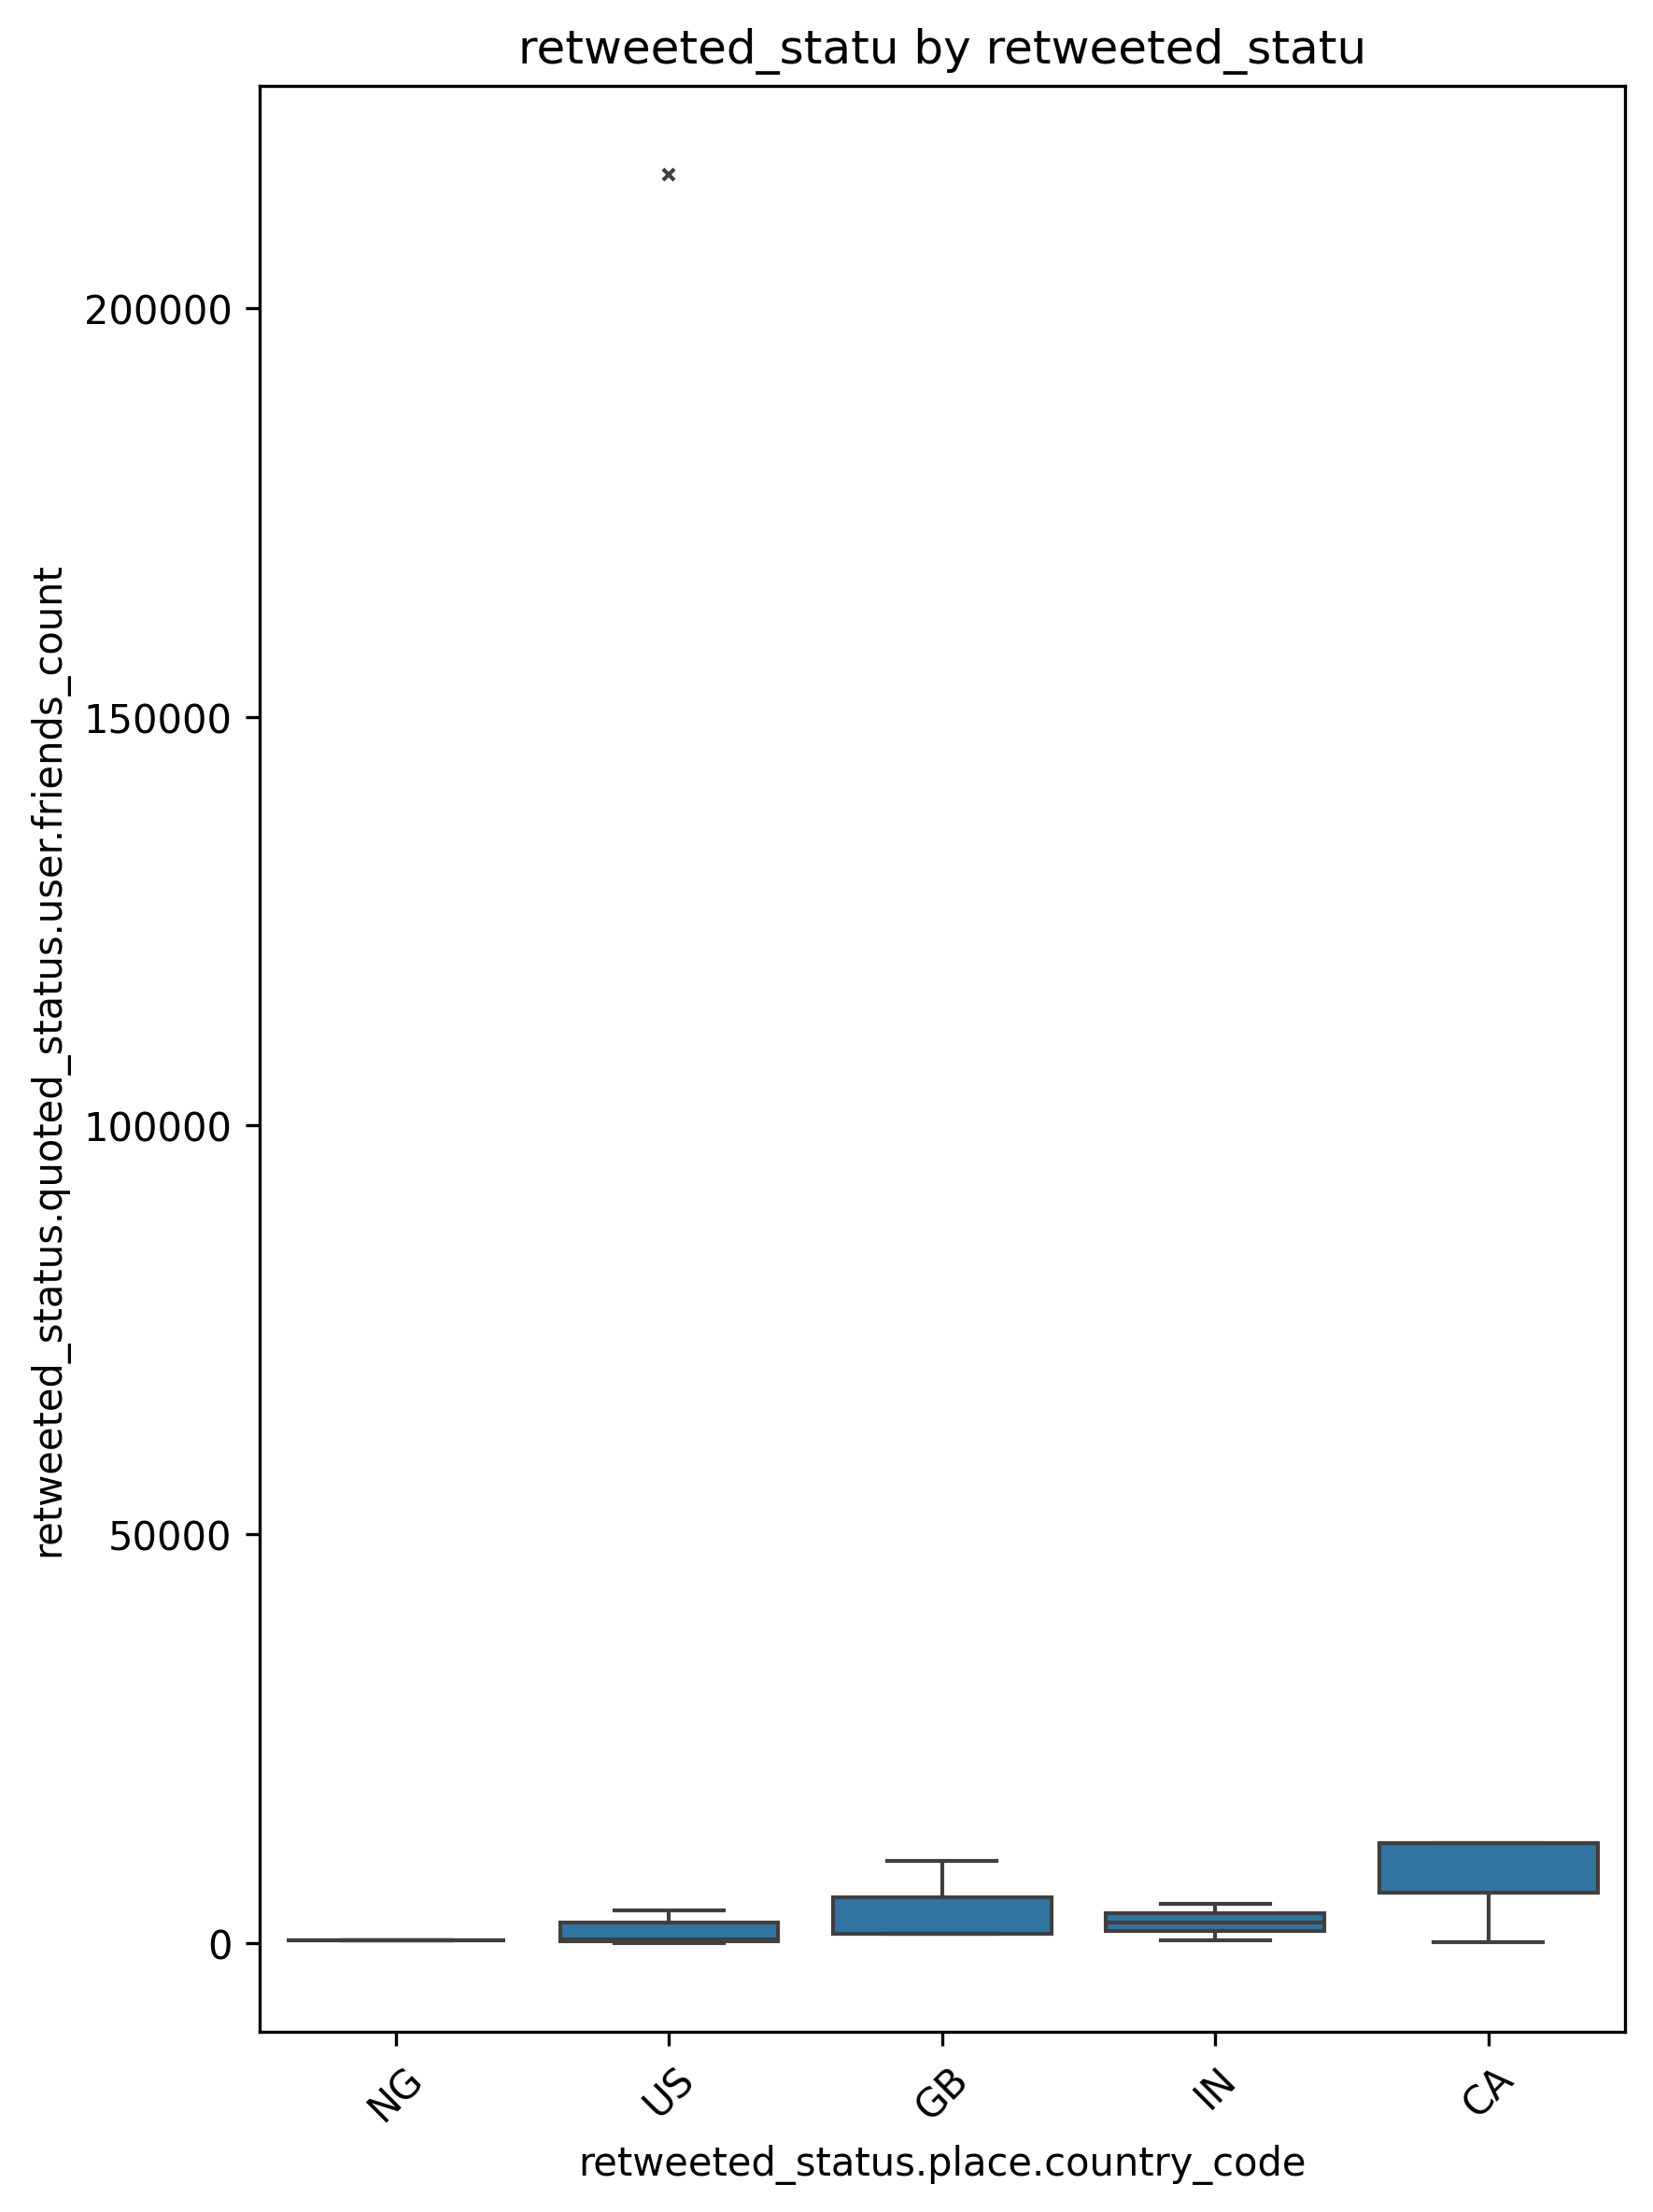 retweeted_statu by retweeted_statu
retweeted_status.quoted_status.user.friends_count
200000
150000
100000
50000
0
NG
US
GB
IN
CA
retweeted_status.place.country_code